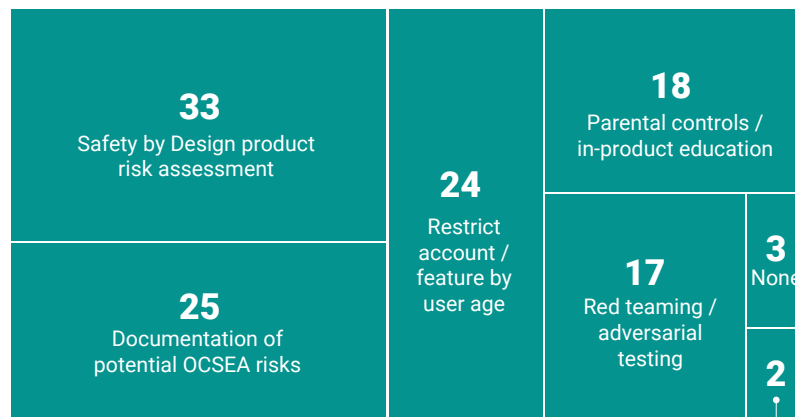 33
Safety by Design product
risk assessment
25
Documentation of
potential OCSEA risks
24
Restrict
account /
feature by
user age
18
Parental controls /
in-product education
17
Red teaming /
adversarial
testing
3
None
2